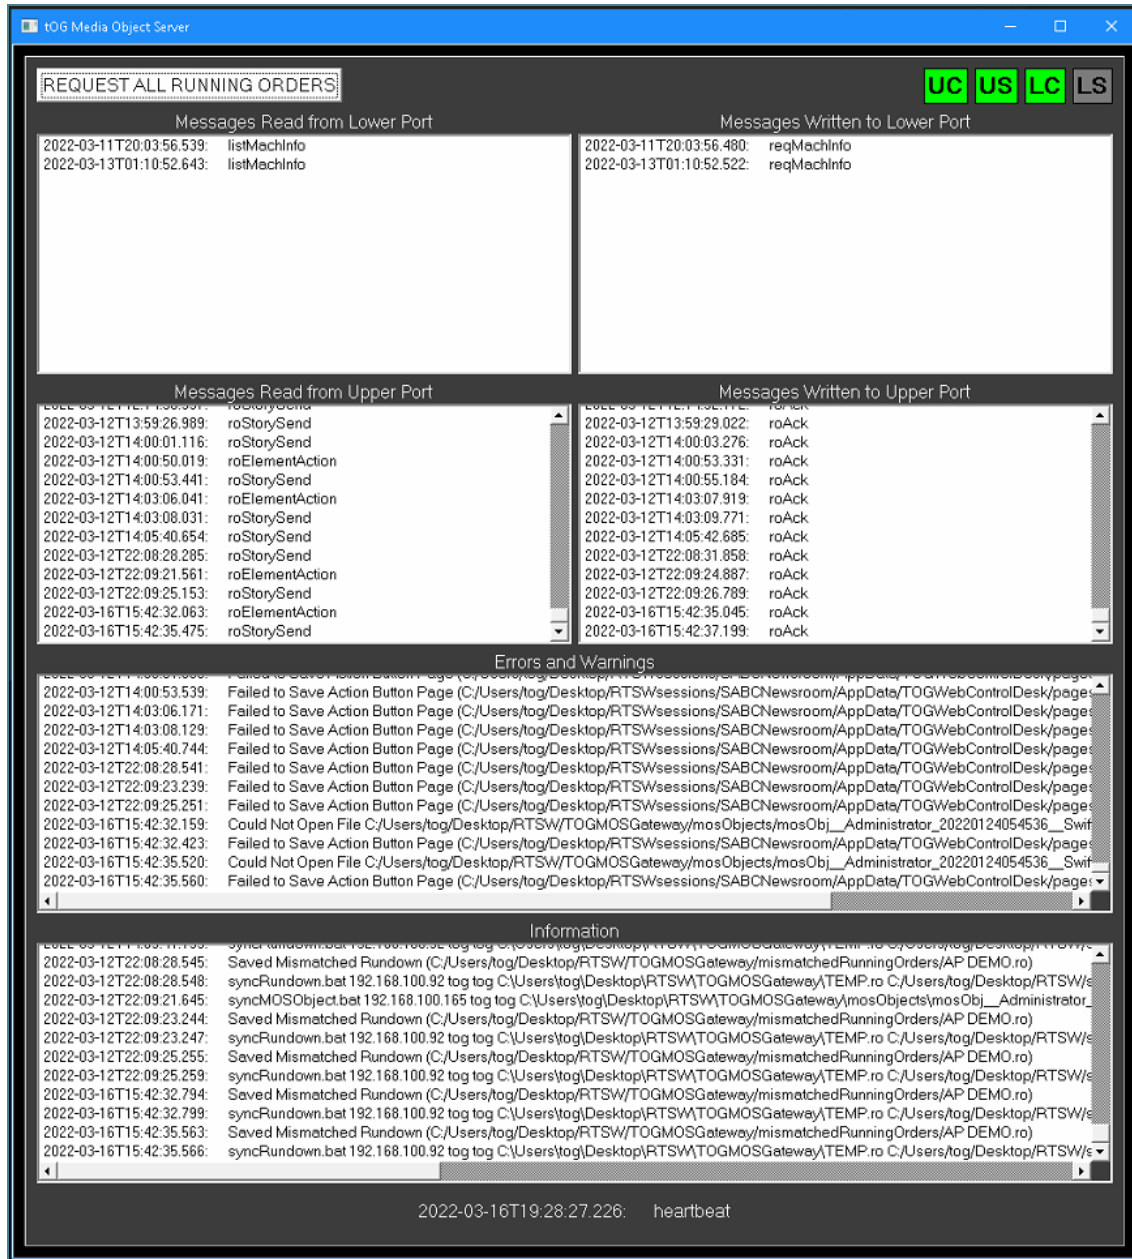 tOG Media Object Server
REQUEST ALL RUNNING ORDERS
UC US LC LS
Messages Read from Lower Port
2022-03-11T20:03:56.539: listMachInfo
2022-03-13T01:10:52.643: listMachInfo
Messages Written to Lower Port
2022-03-11T20:03:56.480: reqMachInfo
2022-03-13T01:10:52.522: reqMachInfo
Messages Read from Upper Port
2022-03-12T13:59:26.989: roStorySend
2022-03-12T14:00:01.116: roStorySend
2022-03-12T14:00:50.019: roElementAction
2022-03-12T14:00:53.441: roStorySend
2022-03-12T14:03:06.041: roElementAction
2022-03-12T14:03:08.031: roStorySend
2022-03-12T14:05:40.654: roStorySend
2022-03-12T22:08:28.285: roStorySend
2022-03-12T22:09:21.561: roElementAction
2022-03-12T22:09:25.153: roStorySend
2022-03-16T15:42:32.063: roElementAction
2022-03-16T15:42:35.475: roStorySend
Messages Written to Upper Port
2022-03-12T13:59:29.022: roAck
2022-03-12T14:00:03.276: roAck
2022-03-12T14:00:53.331: roAck
2022-03-12T14:00:55.184: roAck
2022-03-12T14:03:07.919: roAck
2022-03-12T14:03:09.771: roAck
2022-03-12T14:05:42.685: roAck
2022-03-12T22:08:31.858: roAck
2022-03-12T22:09:24.887: roAck
2022-03-12T22:09:26.789: roAck
2022-03-16T15:42:35.045: roAck
2022-03-16T15:42:37.199: roAck
Errors and Warnings
2022-03-12T14:00:53.539: Failed to Save Action Button Page (C:/Users/tog/Desktop/RTSWsessions/SABCNewsroom/AppData/TOGWebControlDesk/pages
2022-03-12T14:03:06.171: Failed to Save Action Button Page (C:/Users/tog/Desktop/RTSWsessions/SABCNewsroom/AppData/TOGWebControlDesk/pages
2022-03-12T14:03:08.129: Failed to Save Action Button Page (C:/Users/tog/Desktop/RTSWsessions/SABCNewsroom/AppData/TOGWebControlDesk/pages
2022-03-12T14:05:40.744: Failed to Save Action Button Page (C:/Users/tog/Desktop/RTSWsessions/SABCNewsroom/AppData/TOGWebControlDesk/pages
2022-03-12T22:08:28.541: Failed to Save Action Button Page (C:/Users/tog/Desktop/RTSWsessions/SABCNewsroom/AppData/TOGWebControlDesk/pages
2022-03-12T22:09:23.239: Failed to Save Action Button Page (C:/Users/tog/Desktop/RTSWsessions/SABCNewsroom/AppData/TOGWebControlDesk/pages
2022-03-12T22:09:25.251: Failed to Save Action Button Page (C:/Users/tog/Desktop/RTSWsessions/SABCNewsroom/AppData/TOGWebControlDesk/pages
2022-03-16T15:42:32.159: Could Not Open File C:/Users/tog/Desktop/RTSW/TOGMOSGateway/mosObjects/mosObj__Administrator_20220124054536__Swif
2022-03-16T15:42:32.423: Failed to Save Action Button Page (C:/Users/tog/Desktop/RTSWsessions/SABCNewsroom/AppData/TOGWebControlDesk/pages
2022-03-16T15:42:35.520: Could Not Open File C:/Users/tog/Desktop/RTSW/TOGMOSGateway/mosObjects/mosObj__Administrator_20220124054536__Swif
2022-03-16T15:42:35.560: Failed to Save Action Button Page (C:/Users/tog/Desktop/RTSWsessions/SABCNewsroom/AppData/TOGWebControlDesk/pages
Information
2022-03-12T22:08:28.545: Saved Mismatched Rundown (C:/Users/tog/Desktop/RTSW/TOGMOSGateway/mismatchedRunningOrders/AP DEMO.ro)
2022-03-12T22:08:28.548: syncRundown.bat 192.168.100.92 tog tog C:\Users\tog\Desktop\RTSW\TOGMOSGateway\TEMP.ro C:/Users/tog/Desktop/RTSW/s
2022-03-12T22:09:21.645: syncMOSObject.bat 192.168.100.165 tog tog C:\Users\tog\Desktop\RTSW\TOGMOSGateway\mosObjects\mosObj__Administrator_
2022-03-12T22:09:23.244: Saved Mismatched Rundown (C:/Users/tog/Desktop/RTSW/TOGMOSGateway/mismatchedRunningOrders/AP DEMO.ro)
2022-03-12T22:09:23.247: syncRundown.bat 192.168.100.92 tog tog C:\Users\tog\Desktop\RTSW\TOGMOSGateway\TEMP.ro C:/Users/tog/Desktop/RTSW/s
2022-03-12T22:09:25.255: Saved Mismatched Rundown (C:/Users/tog/Desktop/RTSW/TOGMOSGateway/mismatchedRunningOrders/AP DEMO.ro)
2022-03-12T22:09:25.259: syncRundown.bat 192.168.100.92 tog tog C:\Users\tog\Desktop\RTSW\TOGMOSGateway\TEMP.ro C:/Users/tog/Desktop/RTSW/s
2022-03-16T15:42:32.794: Saved Mismatched Rundown (C:/Users/tog/Desktop/RTSW/TOGMOSGateway/mismatchedRunningOrders/AP DEMO.ro)
2022-03-16T15:42:32.799: syncRundown.bat 192.168.100.92 tog tog C:\Users\tog\Desktop\RTSW\TOGMOSGateway\TEMP.ro C:/Users/tog/Desktop/RTSW/s
2022-03-16T15:42:35.563: Saved Mismatched Rundown (C:/Users/tog/Desktop/RTSW/TOGMOSGateway/mismatchedRunningOrders/AP DEMO.ro)
2022-03-16T15:42:35.566: syncRundown.bat 192.168.100.92 tog tog C:\Users\tog\Desktop\RTSW\TOGMOSGateway\TEMP.ro C:/Users/tog/Desktop/RTSW/s
2022-03-16T19:28:27.226: heartbeat